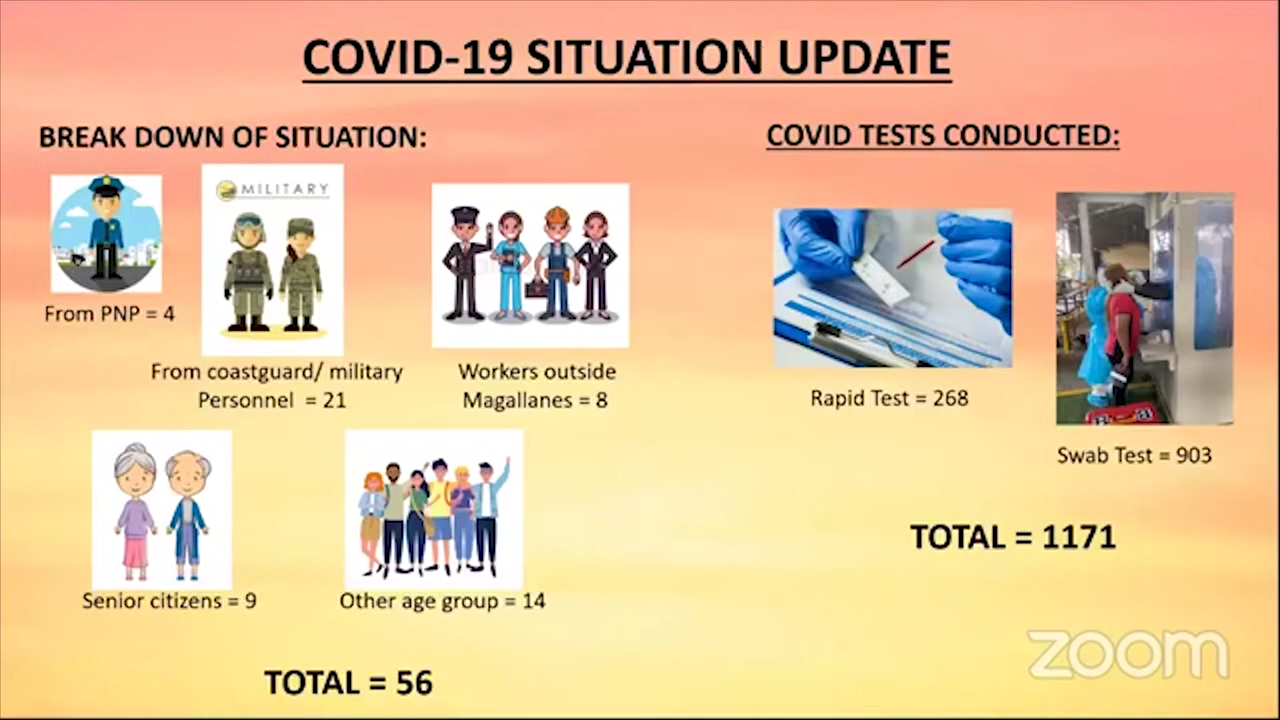 COVID-19 SITUATION UPDATE
BREAK DOWN OF SITUATION:
MILITARY
From PNP = 4
From coastguard/ military
Personnel = 21
Workers outside
Magallanes = 8
Senior citizens = 9
Other age group = 14
TOTAL = 56
COVID TESTS CONDUCTED:
Rapid Test = 268
Swab Test = 903
TOTAL = 1171
zoom